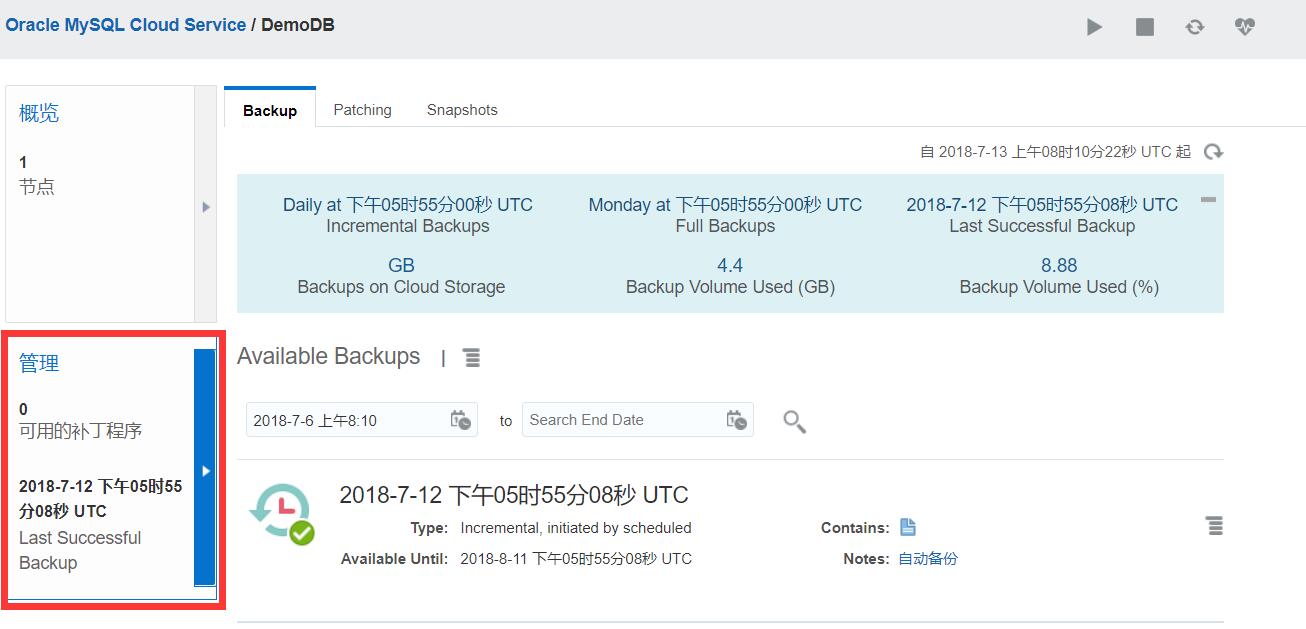 Oracle MySQL Cloud Service / DemoDB
概览
1
节点
管理
0
可用的补丁程序
2018-7-12 下午05时55
分08秒 UTC
Last Successful
Backup
Backup Patching Snapshots
自 2018-7-13 上午08时10分22秒 UTC 起
Daily at 下午05时55分00秒 UTC Monday at 下午05时55分00秒 UTC 2018-7-12 下午05时55分08秒 UTC
Incremental Backups Full Backups Last Successful Backup
GB 4.4 8.88
Backups on Cloud Storage Backup Volume Used (GB) Backup Volume Used (%)
Available Backups |
2018-7-6 上午8:10 to Search End Date
2018-7-12 下午05时55分08秒 UTC
Type: Incremental, initiated by scheduled Contains:
Available Until: 2018-8-11 下午05时55分08秒 UTC Notes: 自动备份